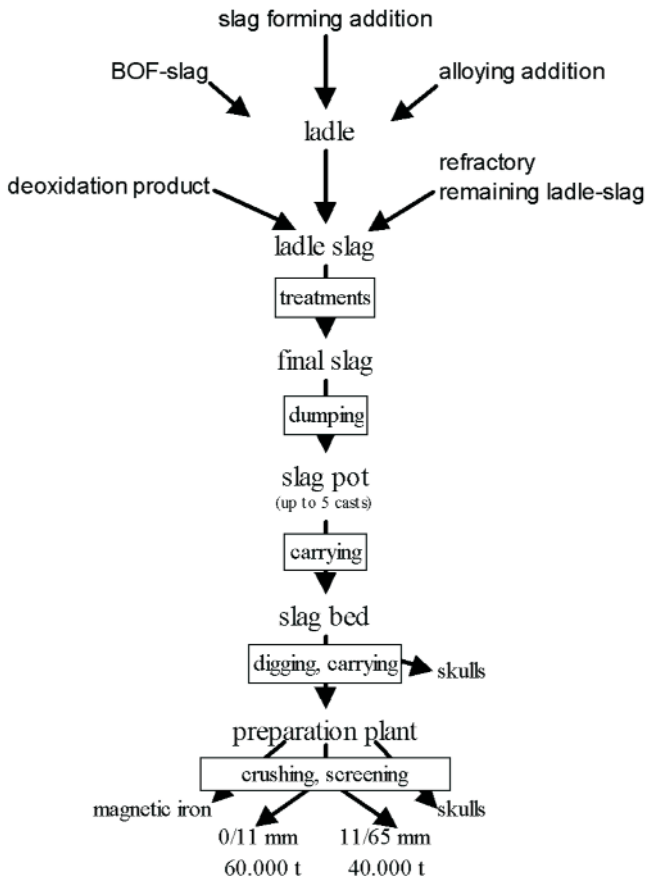 slag forming addition
BOF-slag
alloying addition
ladle
deoxidation product
refractory
remaining ladle-slag
ladle slag
treatments
final slag
dumping
slag pot
(up to 5 casts)
carrying
slag bed
digging, carrying
skulls
preparation plant
crushing, screening
magnetic iron
skulls
0/11 mm
11/65 mm
60.000 t
40.000 t